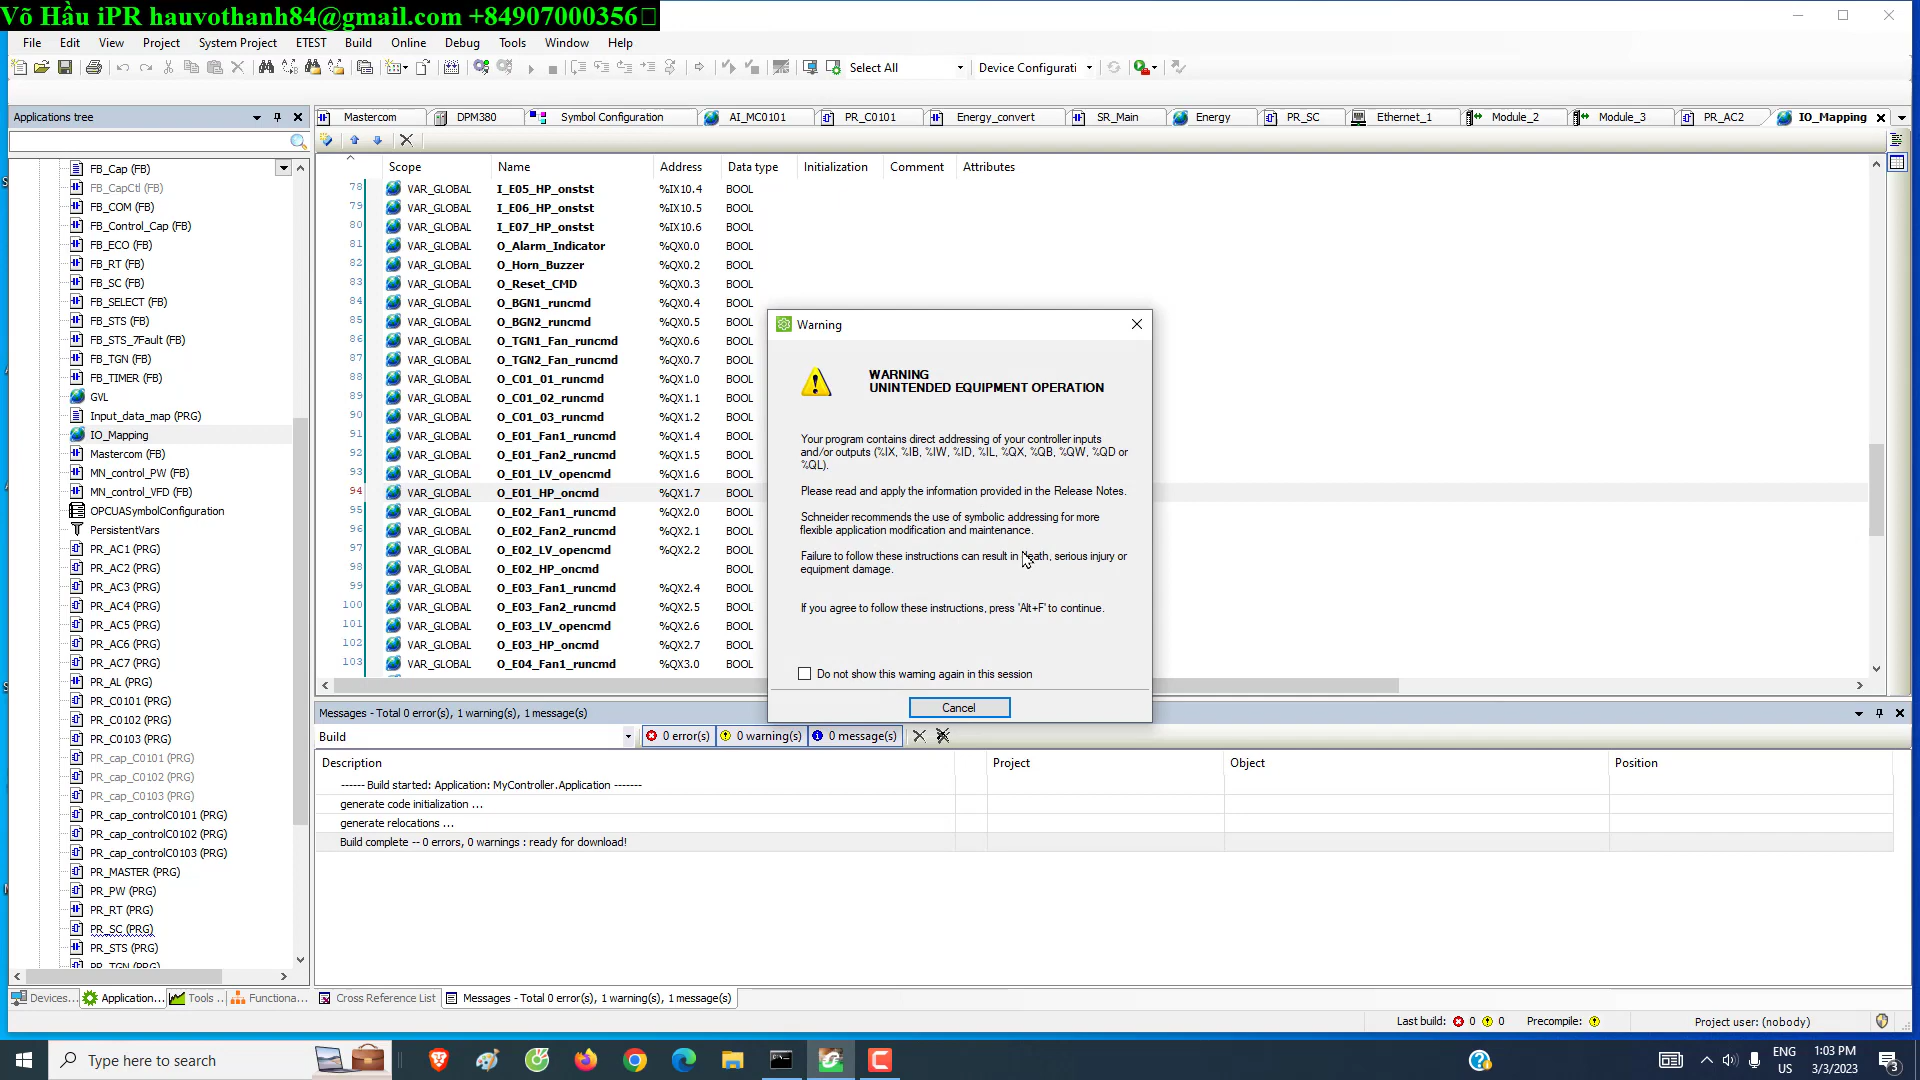 Võ Hầu iPR hauvothanh84@gmail.com +84907000356
File Edit View Project System Project ETEST Build Online Debug Tools Window Help
Select All Device Configurati
Applications tree
Mastercom DPM380 Symbol Configuration AI_MC0101 PR_C0101 Energy_convert SR_Main Energy PR_SC Ethernet_1 Module_2 Module_3 PR_AC2 IO_Mapping
FB_Cap (FB)
FB_CapCtl (FB)
FB_COM (FB)
FB_Control_Cap (FB)
FB_ECO (FB)
FB_RT (FB)
FB_SC (FB)
FB_SELECT (FB)
FB_STS (FB)
FB_STS_7Fault (FB)
FB_TGN (FB)
FB_TIMER (FB)
GVL
Input_data_map (PRG)
IO_Mapping
Mastercom (FB)
MN_control_PW (FB)
MN_control_VFD (FB)
OPCUASymbolConfiguration
PersistentVars
PR_AC1 (PRG)
PR_AC2 (PRG)
PR_AC3 (PRG)
PR_AC4 (PRG)
PR_AC5 (PRG)
PR_AC6 (PRG)
PR_AC7 (PRG)
PR_AL (PRG)
PR_C0101 (PRG)
PR_C0102 (PRG)
PR_C0103 (PRG)
PR_cap_C0101 (PRG)
PR_cap_C0102 (PRG)
PR_cap_C0103 (PRG)
PR_cap_controlC0101 (PRG)
PR_cap_controlC0102 (PRG)
PR_cap_controlC0103 (PRG)
PR_MASTER (PRG)
PR_PW (PRG)
PR_RT (PRG)
PR_SC (PRG)
PR_STS (PRG)
PR_TGN (PRG)
Scope Name Address Data type Initialization Comment Attributes
78 VAR_GLOBAL I_E05_HP_onstst %IX10.4 BOOL
79 VAR_GLOBAL I_E06_HP_onstst %IX10.5 BOOL
80 VAR_GLOBAL I_E07_HP_onstst %IX10.6 BOOL
81 VAR_GLOBAL O_Alarm_Indicator %QX0.0 BOOL
82 VAR_GLOBAL O_Horn_Buzzer %QX0.2 BOOL
83 VAR_GLOBAL O_Reset_CMD %QX0.3 BOOL
84 VAR_GLOBAL O_BGN1_runcmd %QX0.4 BOOL
85 VAR_GLOBAL O_BGN2_runcmd %QX0.5 BOOL
86 VAR_GLOBAL O_TGN1_Fan_runcmd %QX0.6 BOOL
87 VAR_GLOBAL O_TGN2_Fan_runcmd %QX0.7 BOOL
88 VAR_GLOBAL O_C01_01_runcmd %QX1.0 BOOL
89 VAR_GLOBAL O_C01_02_runcmd %QX1.1 BOOL
90 VAR_GLOBAL O_C01_03_runcmd %QX1.2 BOOL
91 VAR_GLOBAL O_E01_Fan1_runcmd %QX1.4 BOOL
92 VAR_GLOBAL O_E01_Fan2_runcmd %QX1.5 BOOL
93 VAR_GLOBAL O_E01_LV_opencmd %QX1.6 BOOL
94 VAR_GLOBAL O_E01_HP_oncmd %QX1.7 BOOL
95 VAR_GLOBAL O_E02_Fan1_runcmd %QX2.0 BOOL
96 VAR_GLOBAL O_E02_Fan2_runcmd %QX2.1 BOOL
97 VAR_GLOBAL O_E02_LV_opencmd %QX2.2 BOOL
98 VAR_GLOBAL O_E02_HP_oncmd BOOL
99 VAR_GLOBAL O_E03_Fan1_runcmd %QX2.4 BOOL
100 VAR_GLOBAL O_E03_Fan2_runcmd %QX2.5 BOOL
101 VAR_GLOBAL O_E03_LV_opencmd %QX2.6 BOOL
102 VAR_GLOBAL O_E03_HP_oncmd %QX2.7 BOOL
103 VAR_GLOBAL O_E04_Fan1_runcmd %QX3.0 BOOL
Warning
WARNING
UNINTENDED EQUIPMENT OPERATION
Your program contains direct addressing of your controller inputs
and/or outputs (%IX, %IB, %IW, %ID, %IL, %QX, %QB, %QW, %QD or
%QL).
Please read and apply the information provided in the Release Notes.
Schneider recommends the use of symbolic addressing for more
flexible application modification and maintenance.
Failure to follow these instructions can result in death, serious injury or
equipment damage.
If you agree to follow these instructions, press 'Alt+F' to continue.
Do not show this warning again in this session
Cancel
Messages - Total 0 error(s), 1 warning(s), 1 message(s)
Build 0 error(s) 0 warning(s) 0 message(s)
Description Project Object Position
------ Build started: Application: MyController.Application -------
generate code initialization ...
generate relocations ...
Build complete -- 0 errors, 0 warnings : ready for download!
Devices... Application... Tools ... Functiona... Cross Reference List Messages - Total 0 error(s), 1 warning(s), 1 message(s)
Last build: 0 0 Precompile: Project user: (nobody)
Type here to search
ENG
US
1:03 PM
3/3/2023
3